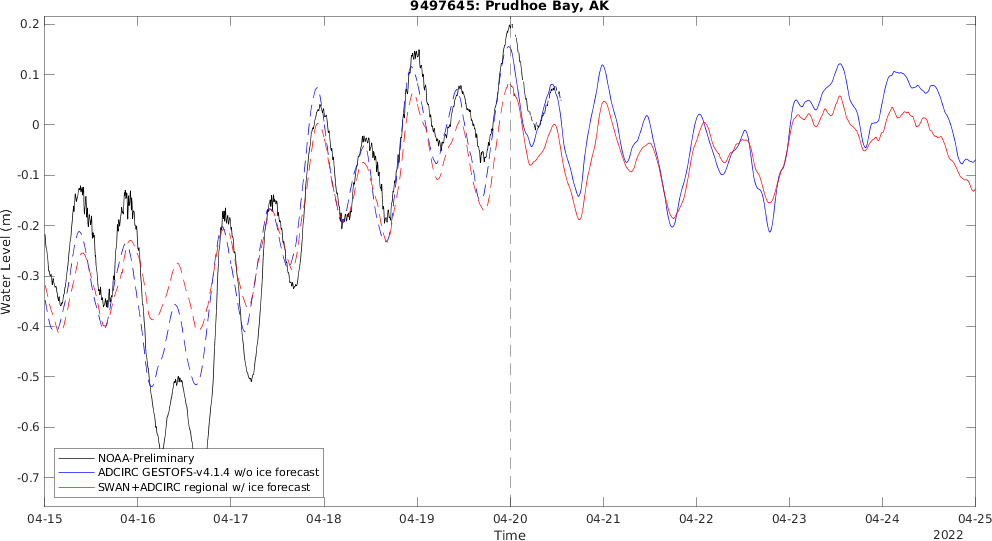 9497645: Prudhoe Bay, AK
0.2
0.1
0
-0.1
-0.2
-0.3
-0.4
-0.5
-0.6
-0.7
Water Level (m)
NOAA-Preliminary
ADCIRC GESTOFS-v4.1.4 w/o ice forecast
SWAN+ADCIRC regional w/ ice forecast
04-15 04-16 04-17 04-18 04-19 04-20 04-21 04-22 04-23 04-24 04-25
Time
2022